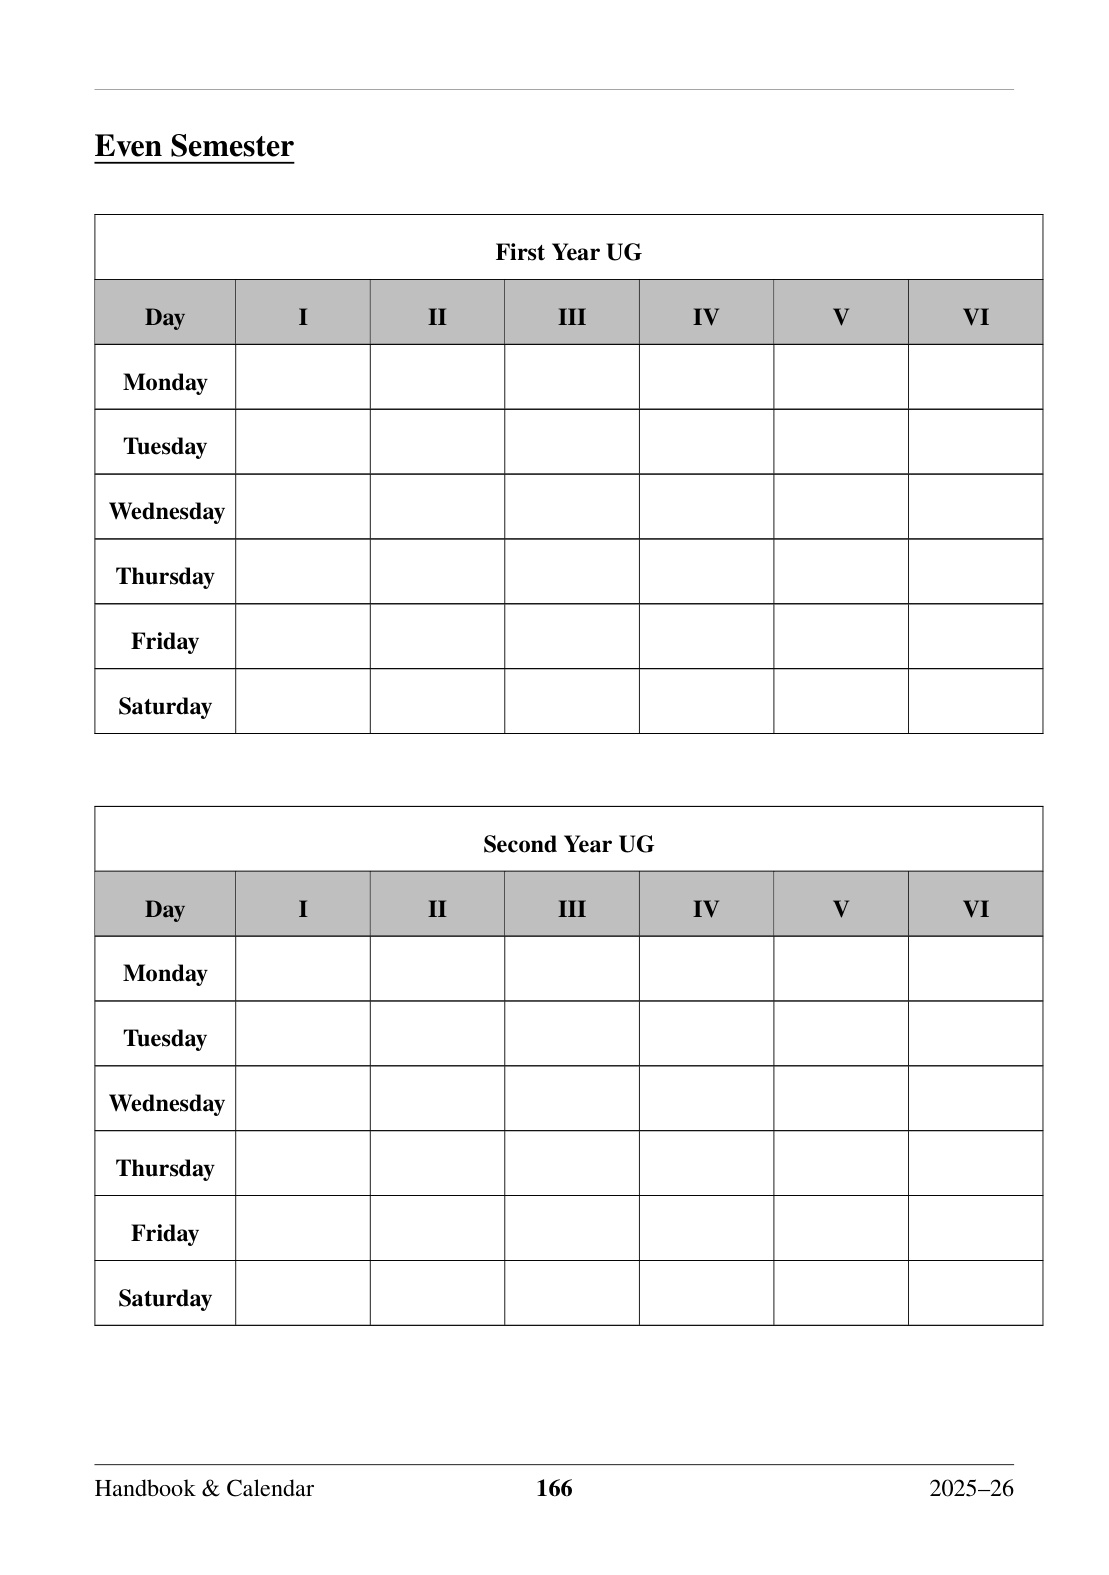 Even Semester
First Year UG
Day I II III IV V VI
Monday
Tuesday
Wednesday
Thursday
Friday
Saturday
Second Year UG
Day I II III IV V VI
Monday
Tuesday
Wednesday
Thursday
Friday
Saturday
Handbook & Calendar 166 2025–26